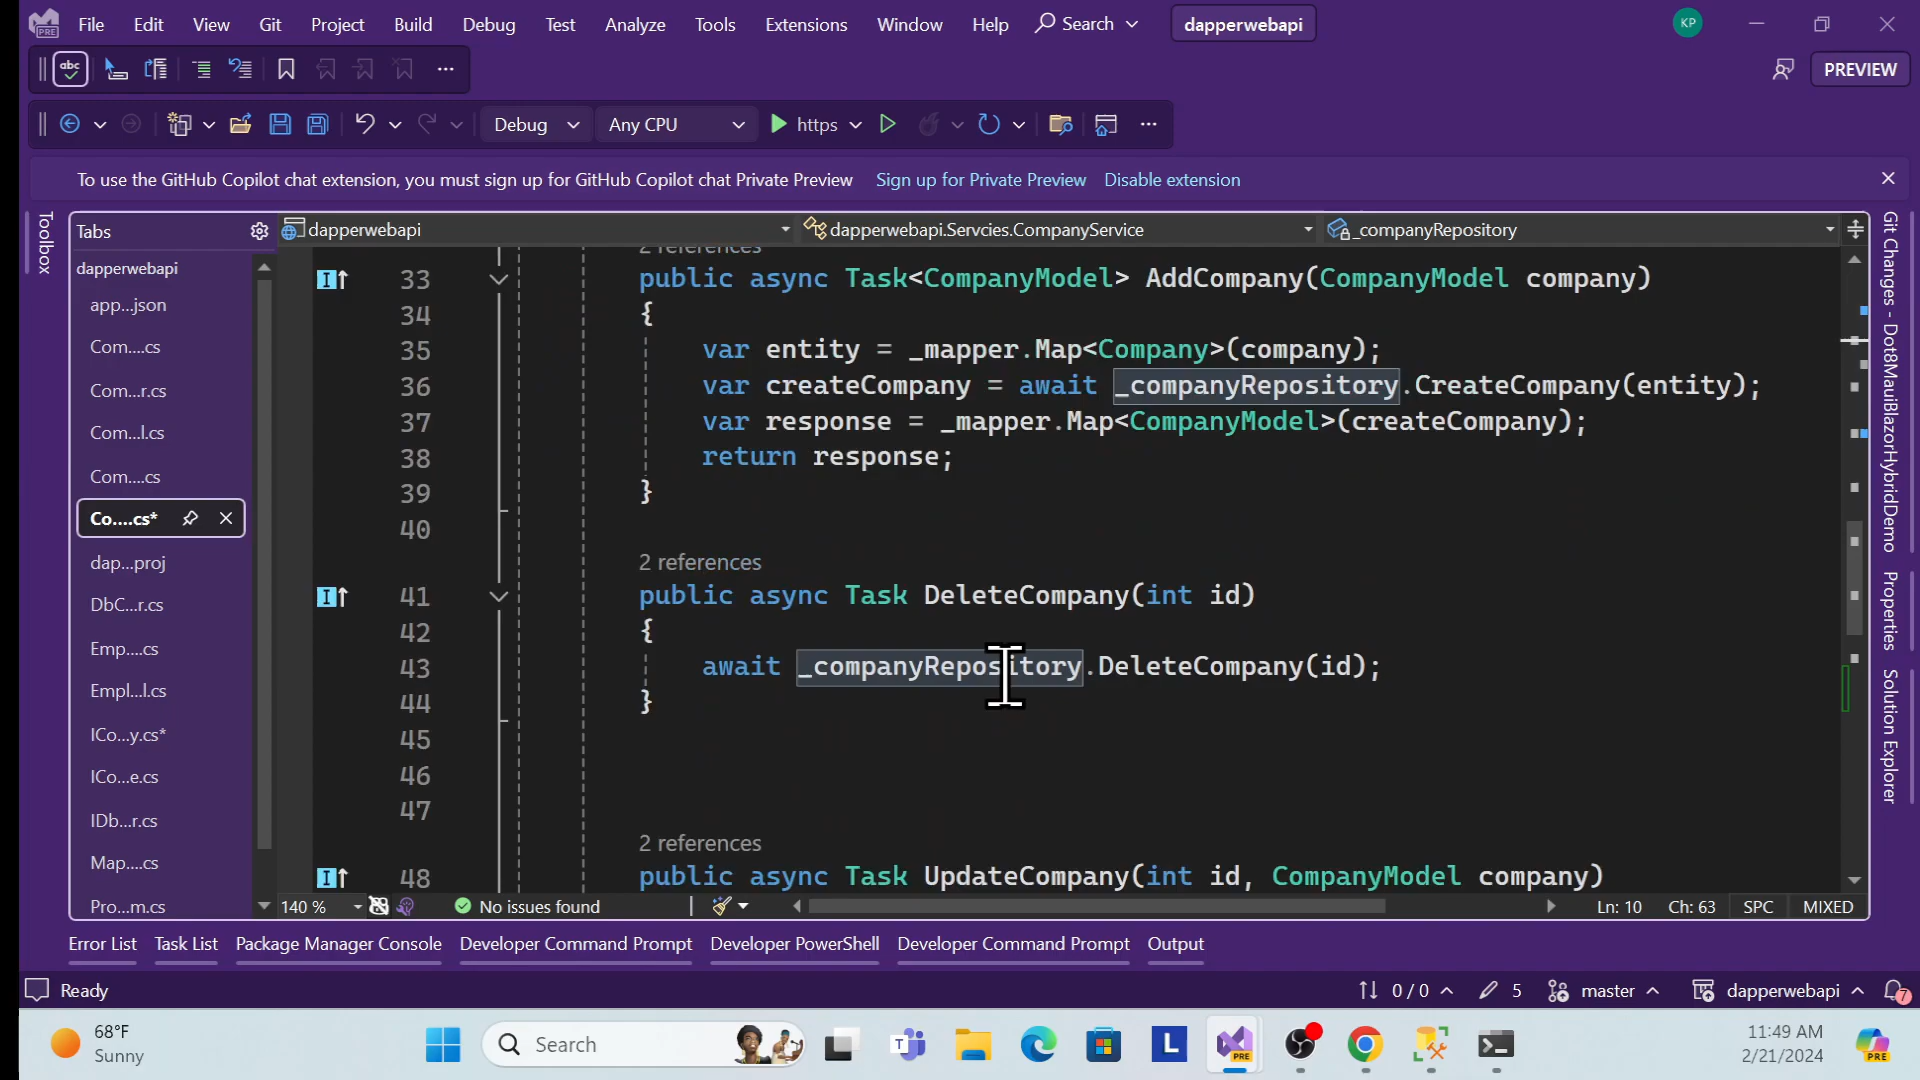 File Edit View Git Project Build Debug Test Analyze Tools Extensions Window Help Search dapperwebapi KP
abc PREVIEW
Debug Any CPU https
To use the GitHub Copilot chat extension, you must sign up for GitHub Copilot chat Private Preview Sign up for Private Preview Disable extension
Toolbox
Tabs
dapperwebapi
app...json
Com....cs
Com...r.cs
Com...l.cs
Com....cs
Co....cs*
dap...proj
DbC...r.cs
Emp....cs
Empl...l.cs
ICo...y.cs*
ICo...e.cs
IDb...r.cs
Map....cs
Pro...m.cs
dapperwebapi dapperwebapi.Servcies.CompanyService _companyRepository
2 references
33 public async Task<CompanyModel> AddCompany(CompanyModel company)
34 {
35 var entity = _mapper.Map<Company>(company);
36 var createCompany = await _companyRepository.CreateCompany(entity);
37 var response = _mapper.Map<CompanyModel>(createCompany);
38 return response;
39 }
40
2 references
41 public async Task DeleteCompany(int id)
42 {
43 await _companyRepository.DeleteCompany(id);
44 }
45
46
47
2 references
48 public async Task UpdateCompany(int id, CompanyModel company)
140 % No issues found Ln: 10 Ch: 63 SPC MIXED
Git Changes - Dot8MauiBlazorHybridDemo
Properties
Solution Explorer
Error List Task List Package Manager Console Developer Command Prompt Developer PowerShell Developer Command Prompt Output
Ready 0 / 0 5 master dapperwebapi 7
68°F
Sunny
Search
T L PRE
11:49 AM
2/21/2024
PRE